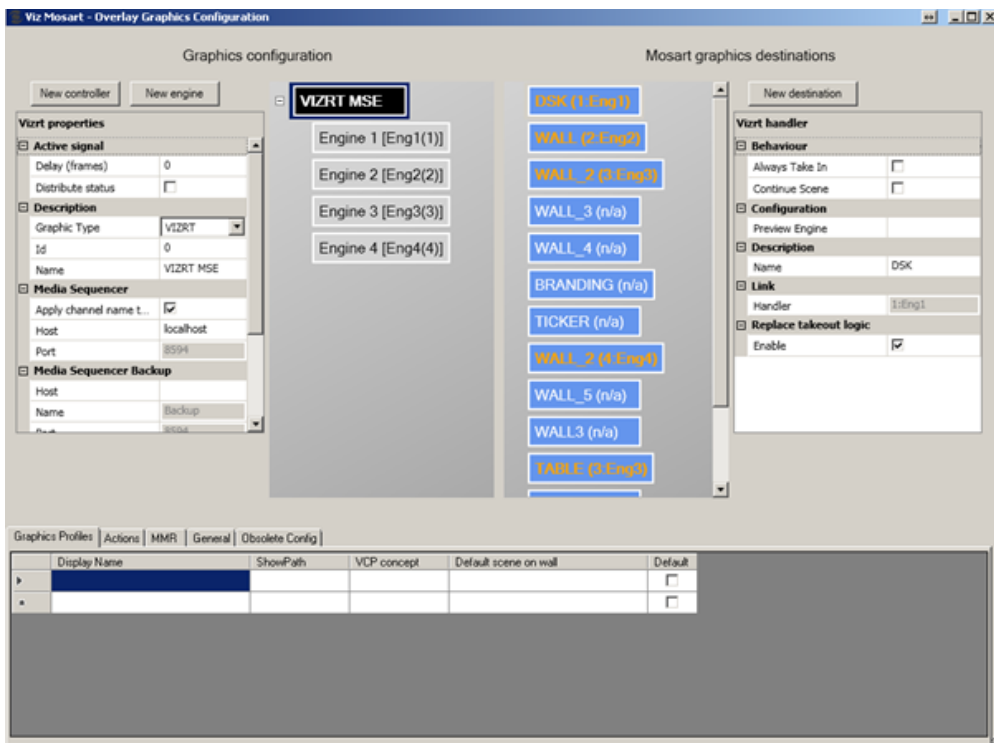 Viz Mosart - Overlay Graphics Configuration
Graphics configuration
Mosart graphics destinations
New controller
New engine
Vizrt properties
Active signal
Delay (frames) 0
Distribute status
Description
Graphic Type VIZRT
Id 0
Name VIZRT MSE
Media Sequencer
Apply channel name t...
Host localhost
Port 8594
Media Sequencer Backup
Host
Name Backup
Port 8594
VIZRT MSE
Engine 1 [Eng1(1)]
Engine 2 [Eng2(2)]
Engine 3 [Eng3(3)]
Engine 4 [Eng4(4)]
DSK (1:Eng1)
WALL (2:Eng2)
WALL_2 (3:Eng3)
WALL_3 (n/a)
WALL_4 (n/a)
BRANDING (n/a)
TICKER (n/a)
WALL_2 (4:Eng4)
WALL_5 (n/a)
WALL3 (n/a)
TABLE (3:Eng3)
New destination
Vizrt handler
Behaviour
Always Take In
Continue Scene
Configuration
Preview Engine
Description
Name DSK
Link
Handler 1:Eng1
Replace takeout logic
Enable
Graphics Profiles Actions MMR General Obsolete Config
Display Name ShowPath VCP concept Default scene on wall Default